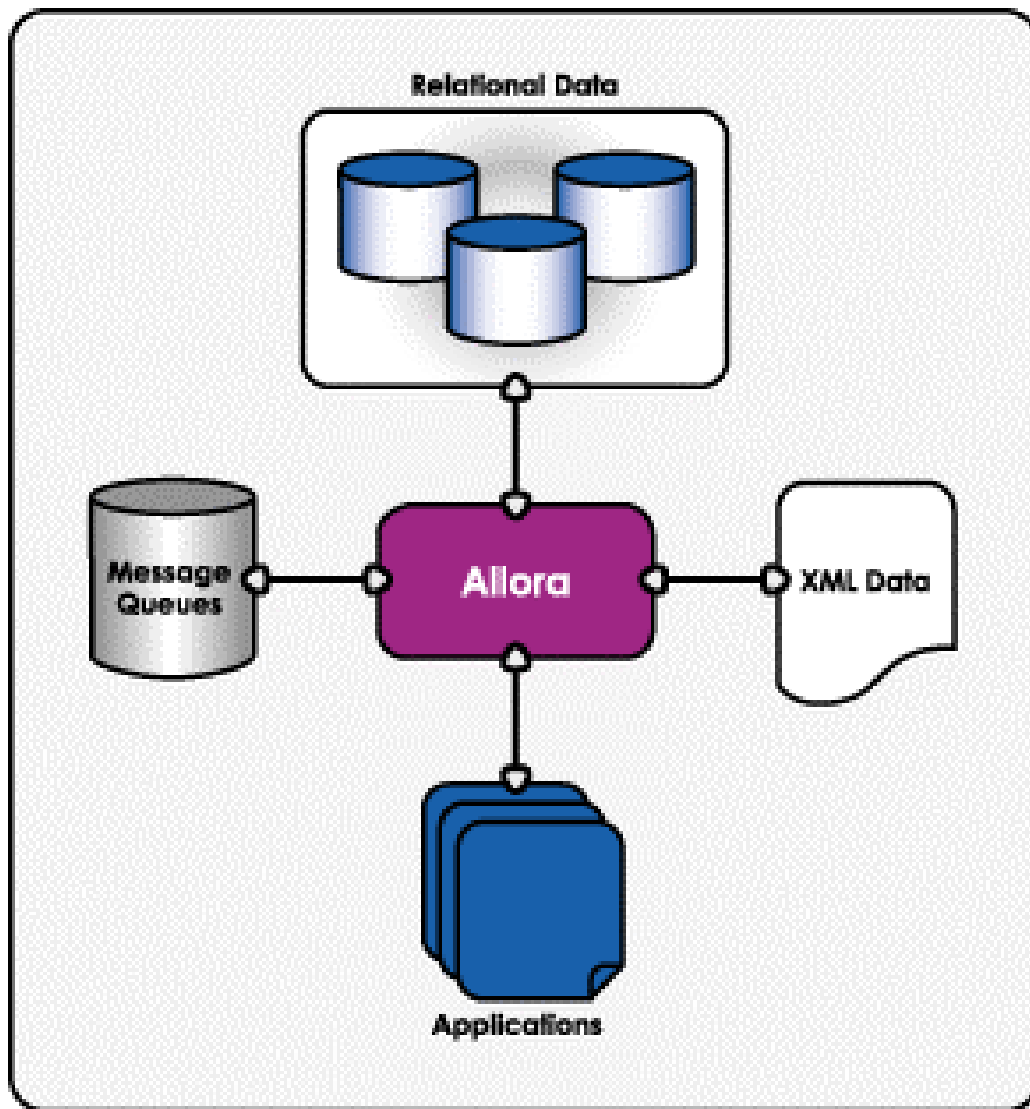 Relational Data
Message
Queues
Allora
XML Data
Applications